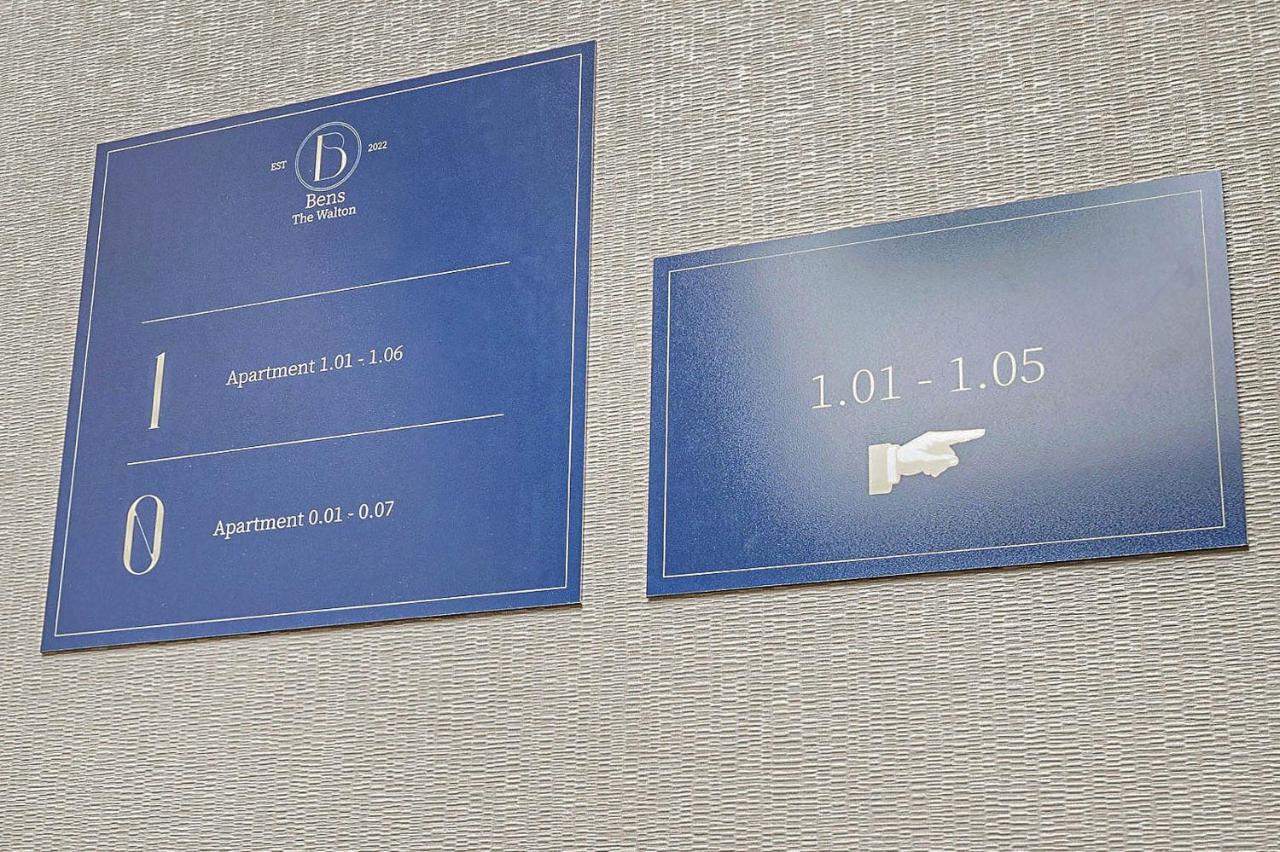 EST B 2022
Bens
The Walton
1 Apartment 1.01 - 1.06
0 Apartment 0.01 - 0.07
1.01 - 1.05